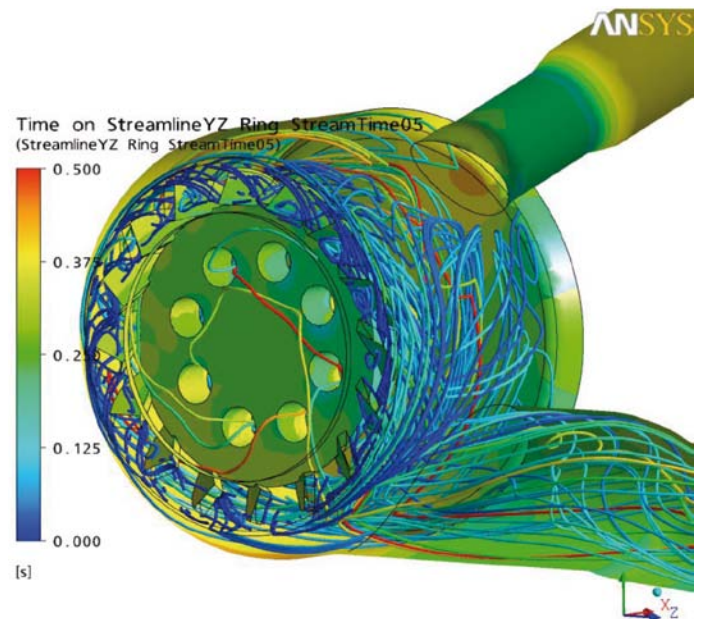 ANSYS
Time on StreamlineYZ Ring StreamTime05
(StreamlineYZ Ring StreamTime05)
0.500
0.375
0.250
0.125
0.000
[s]
X
Z